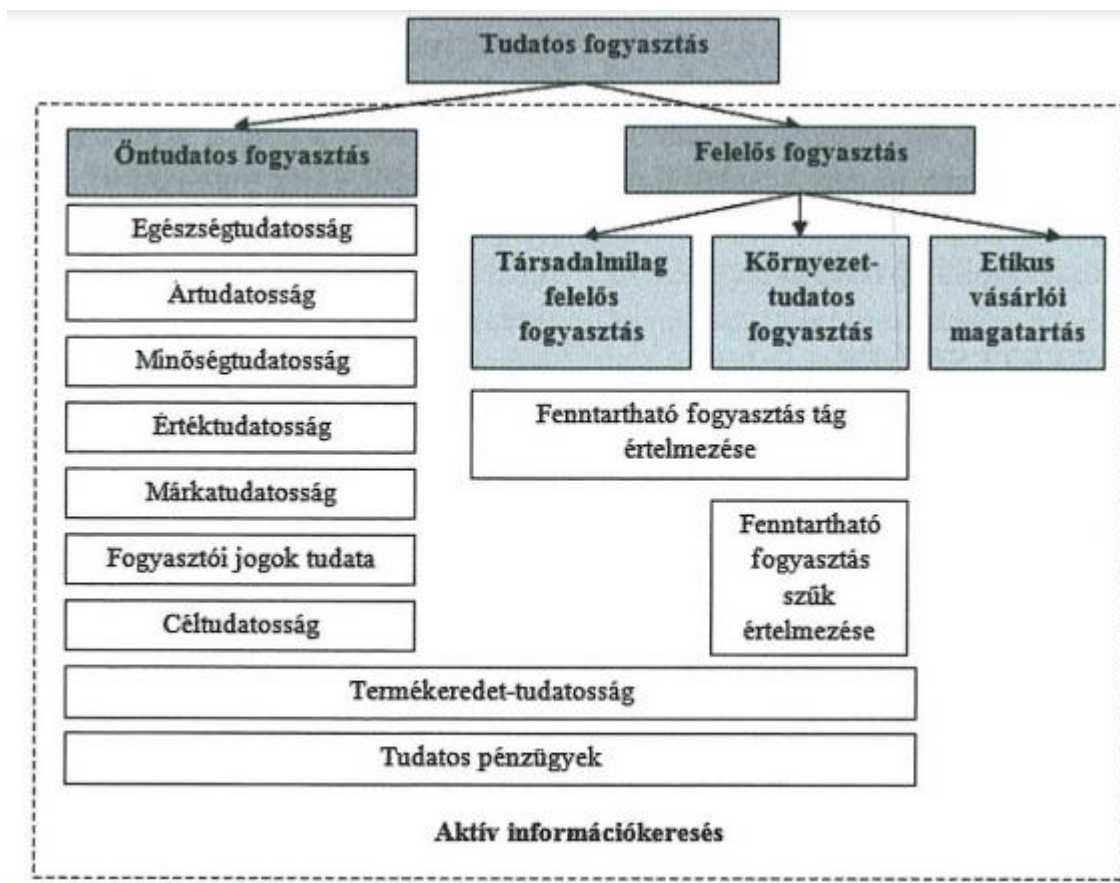 Tudatos fogyasztás
Öntudatos fogyasztás
Felelős fogyasztás
Egészségtudatosság
Ártudatosság
Minőségtudatosság
Értéktudatosság
Márkatudatosság
Fogyasztói jogok tudata
Céltudatosság
Társadalmilag
felelős
fogyasztás
Környezet-
tudatos
fogyasztás
Etikus
vásárlói
magatartás
Fenntartható fogyasztás tág
értelmezése
Fenntartható
fogyasztás
szűk
értelmezése
Termékeredet-tudatosság
Tudatos pénzügyek
Aktív információkeresés